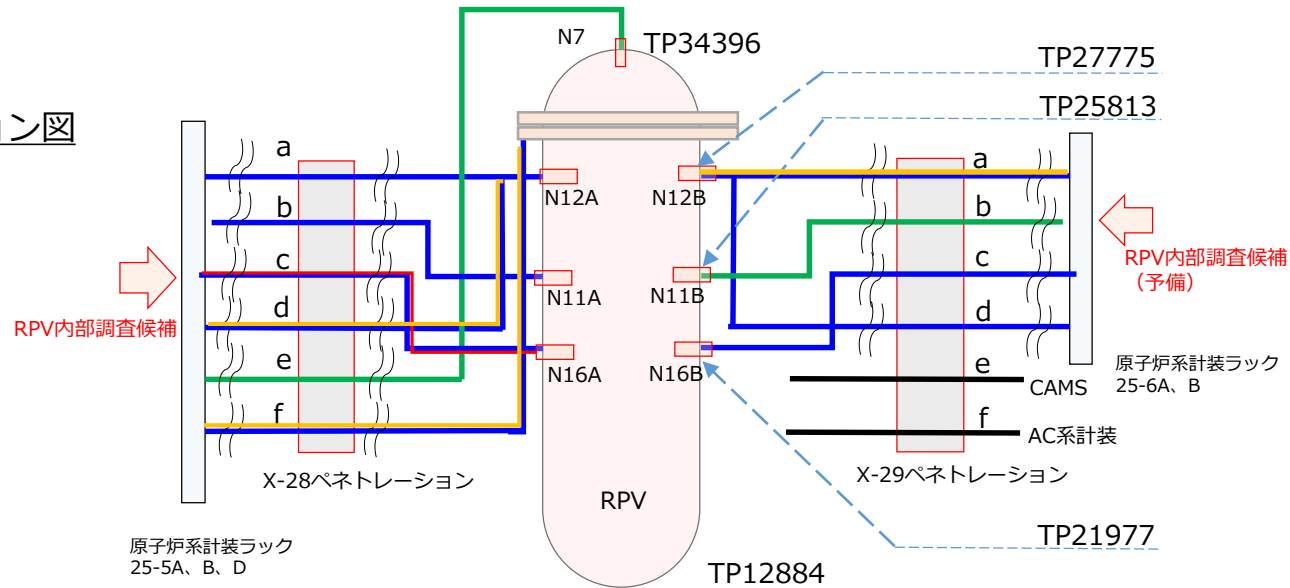 ョン図
N7
TP34396
TP27775
TP25813
a
b
c
d
e
f
N12A
N11A
N16A
N12B
N11B
N16B
a
b
c
d
e
f
RPV内部調査候補
RPV内部調査候補
（予備）
原子炉系計装ラック
25-6A、B
CAMS
AC系計装
X-28ペネトレーション
X-29ペネトレーション
RPV
TP21977
原子炉系計装ラック
25-5A、B、D
TP12884